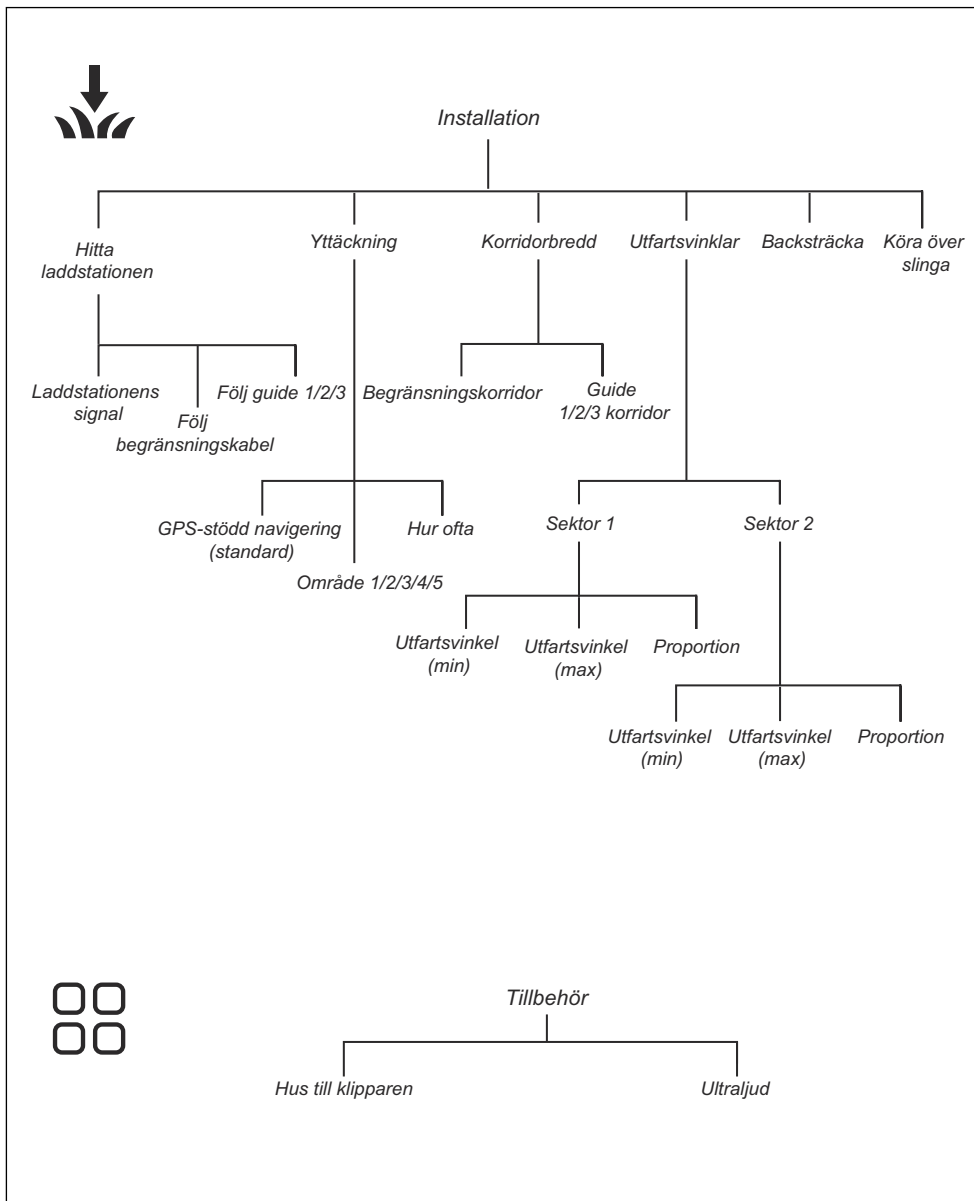 Installation
Hitta
laddstationen
Yttäckning
Korridorbredd
Utfartsvinklar
Backsträcka
Köra över
slinga
Laddstationens
signal
Följ
begränsningskabel
Följ guide 1/2/3
Begränsningskorridor
Guide
1/2/3 korridor
GPS-stödd navigering
(standard)
Område 1/2/3/4/5
Hur ofta
Sektor 1
Sektor 2
Utfartsvinkel
(min)
Utfartsvinkel
(max)
Proportion
Utfartsvinkel
(min)
Utfartsvinkel
(max)
Proportion
Tillbehör
Hus till klipparen
Ultraljud